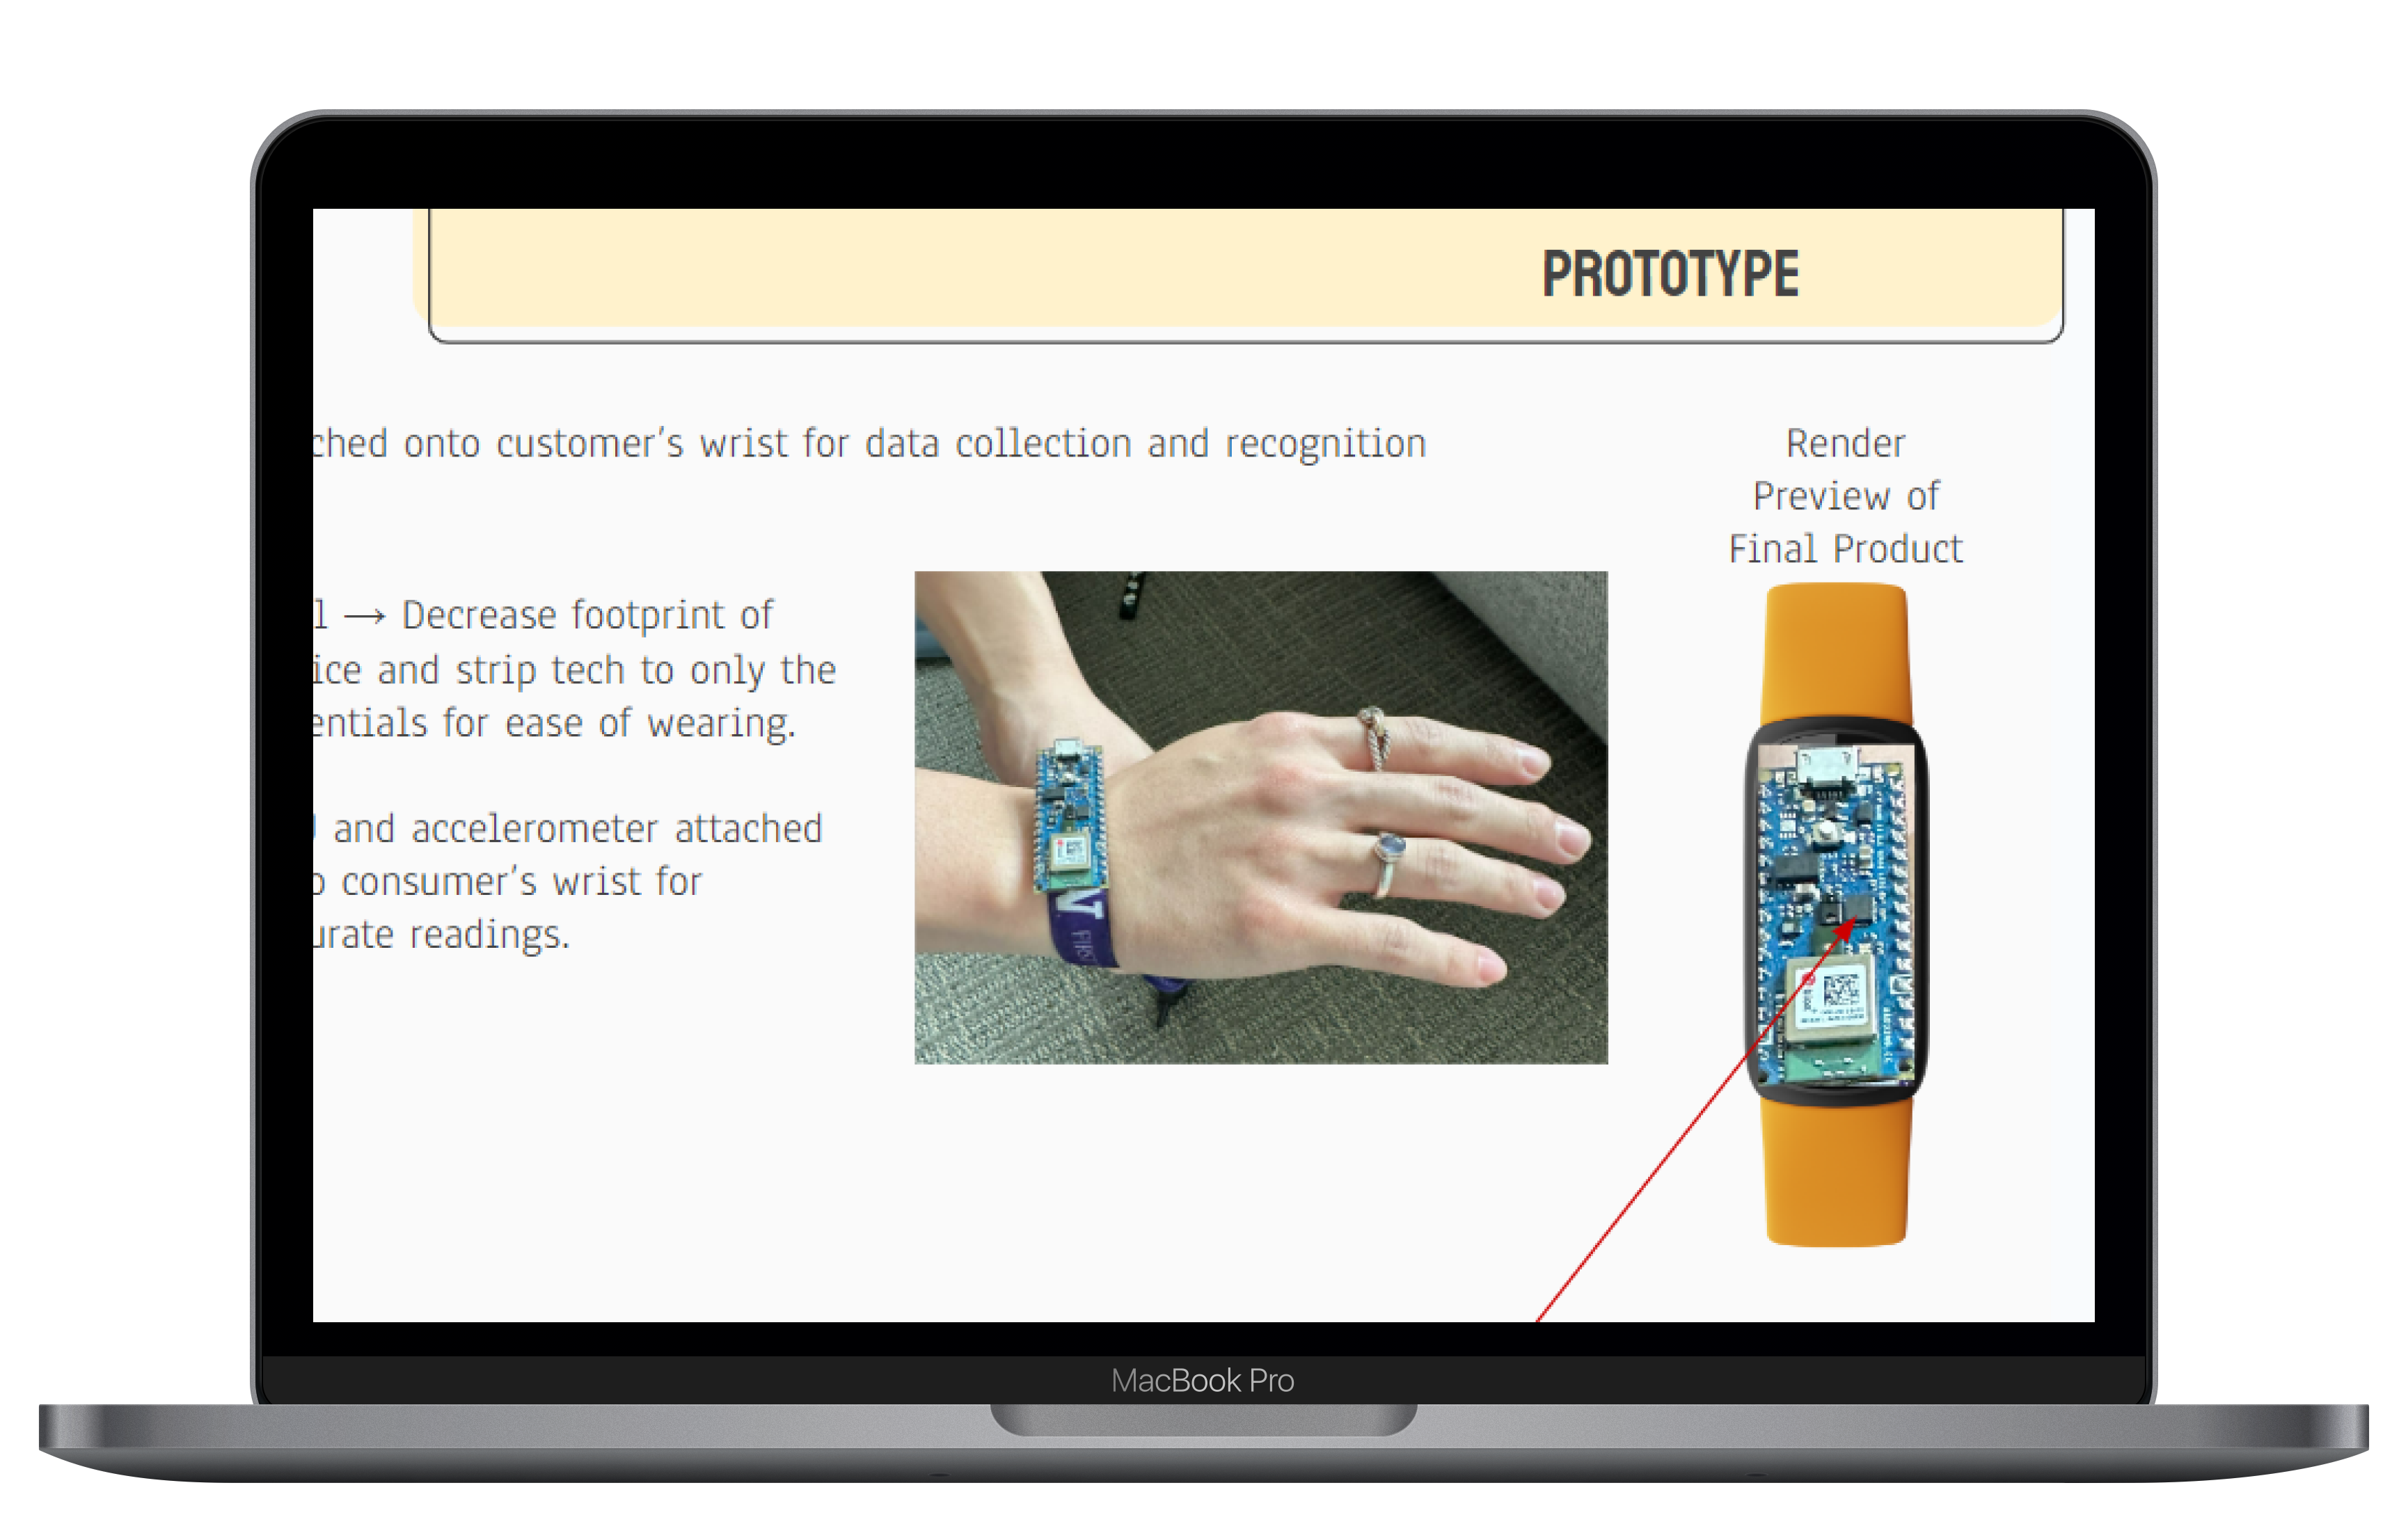 PROTOTYPE
ched onto customer's wrist for data collection and recognition
Render
Preview of
Final Product
l → Decrease footprint of
ice and strip tech to only the
entials for ease of wearing.
and accelerometer attached
o consumer's wrist for
urate readings.
W
FIRST
MacBook Pro